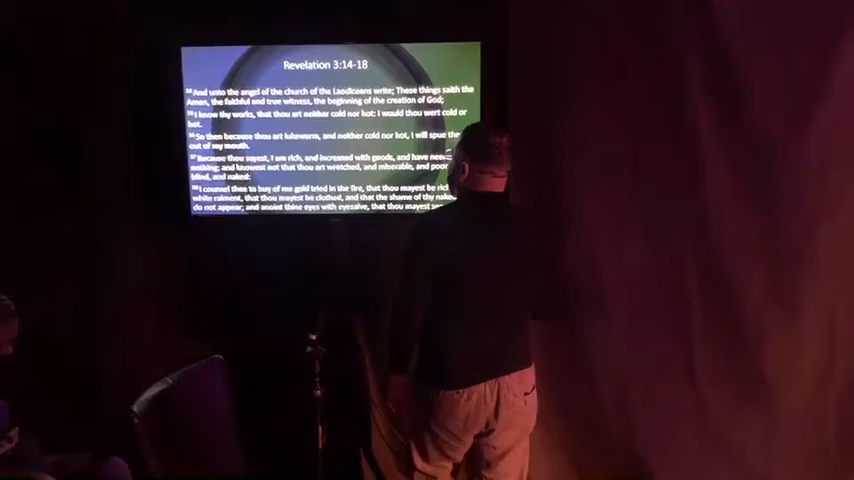 Revelation 3:14-18
14 And unto the angel of the church of the Laodiceans write; These things saith the
Amen, the faithful and true witness, the beginning of the creation of God;
15 I know thy works, that thou art neither cold nor hot: I would thou wert cold or
hot.
16 So then because thou art lukewarm, and neither cold nor hot, I will spue
out of my mouth.
17 Because thou sayest, I am rich, and increased with goods, and have
nothing; and knowest not that thou art wretched, and miserable, and poor
blind, and naked:
18 I counsel thee to buy of me gold tried in the fire, that thou mayest be
white raiment, that thou mayest be clothed, and that the shame of thy
do not appear; and anoint thine eyes with eyesalve, that thou mayest